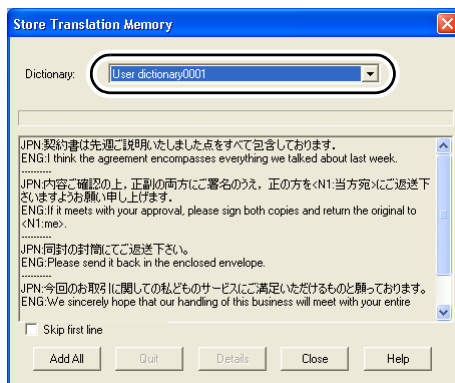 Store Translation Memory
Dictionary: User dictionary0001
JPN:契約書は先週ご説明いたしました点をすべて包含しております．
ENG:I think the agreement encompasses everything we talked about last week.
----------
JPN:内容ご確認の上，正副の両方にご署名のうえ，正の方を<N1:当方宛>にご返送下
さいますようお願い申し上げます．
ENG:If it meets with your approval, please sign both copies and return the original to
<N1:me>.
----------
JPN:同封の封筒にてご返送下さい。
ENG:Please send it back in the enclosed envelope.
----------
JPN:今回のお取引に関しての私どものサービスにご満足いただけるものと願っております。
ENG:We sincerely hope that our handling of this business will meet with your entire
Skip first line
Add All Quit Details Close Help